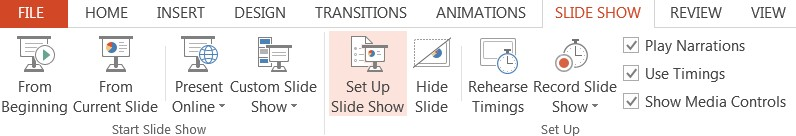 FILE HOME INSERT DESIGN TRANSITIONS ANIMATIONS SLIDE SHOW REVIEW VIEW
From Beginning
From Current Slide
Present Online
Custom Slide Show
Set Up Slide Show
Hide Slide
Rehearse Timings
Record Slide Show
Play Narrations
Use Timings
Show Media Controls
Start Slide Show
Set Up